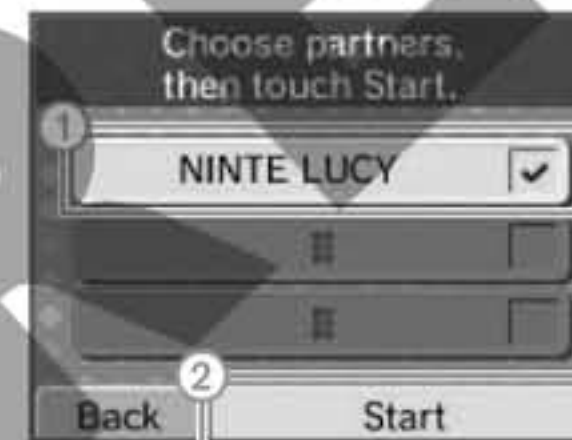 Choose partners,
then touch Start.
1
NINTE LUCY
2
Back
Start